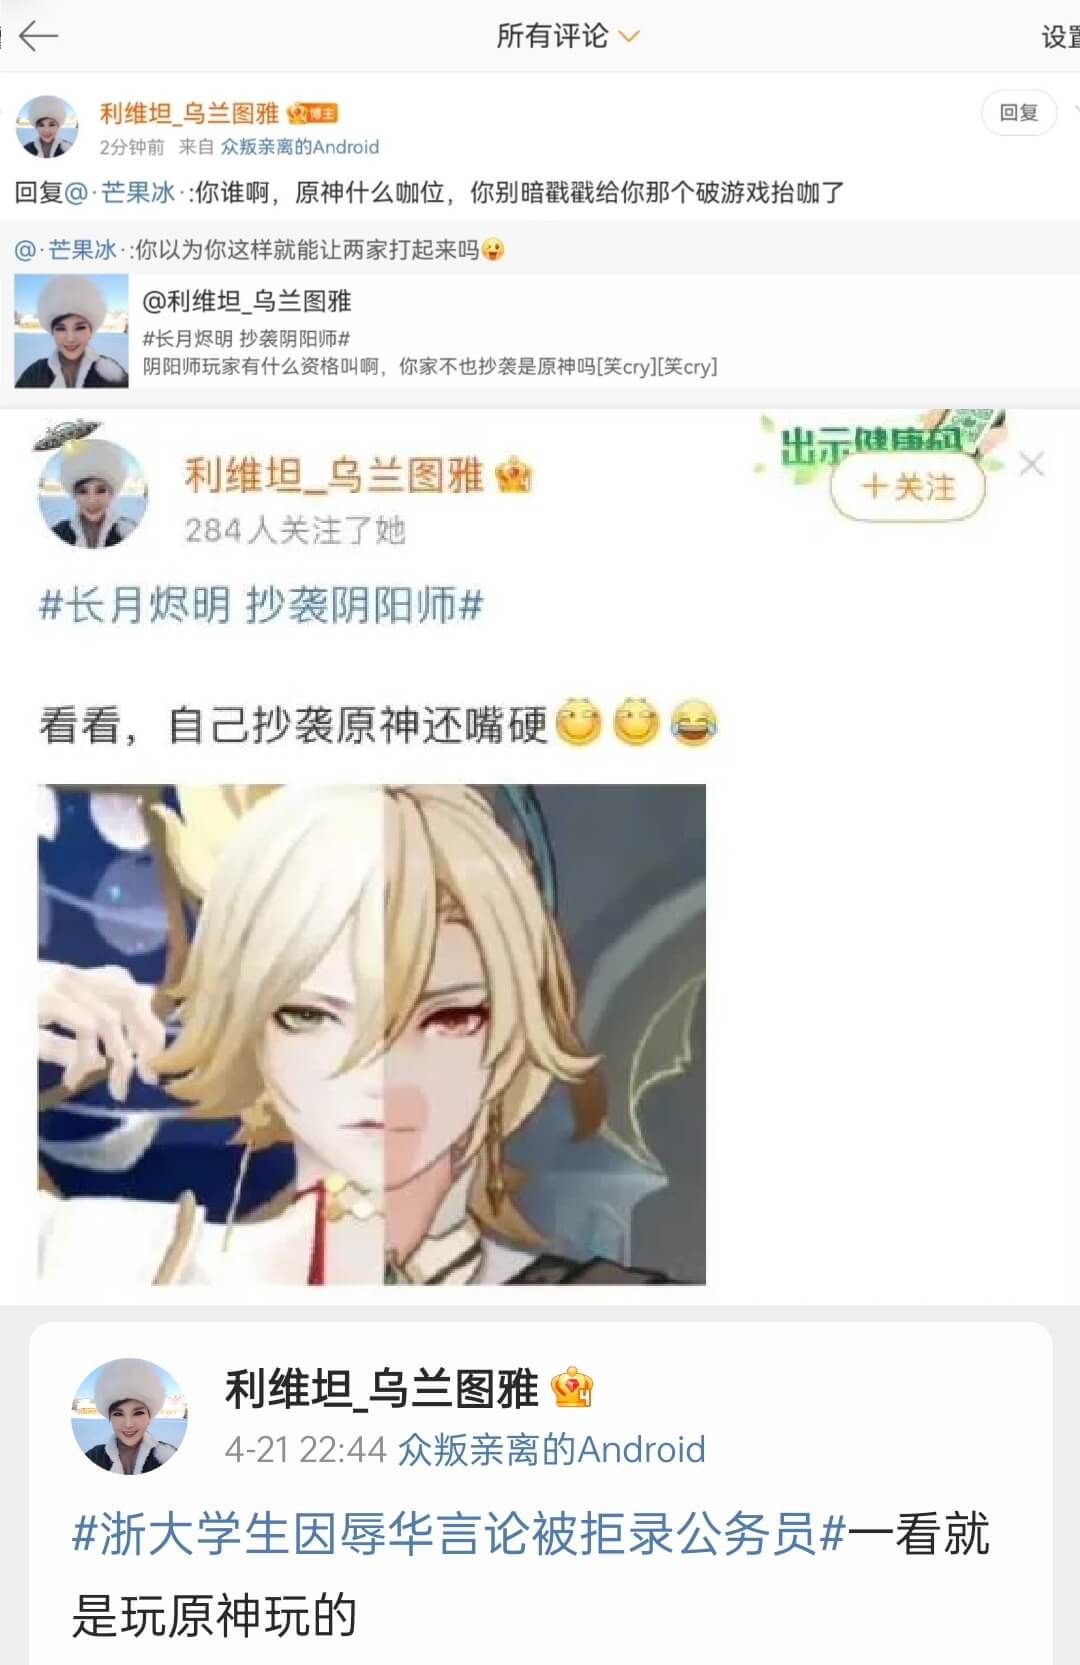 所有评论
设置
利维坦_乌兰图雅 博主
回复
2分钟前 来自 众叛亲离的Android
回复@·芒果冰·:你谁啊，原神什么咖位，你别暗戳戳给你那个破游戏抬咖了
@·芒果冰·:你以为你这样就能让两家打起来吗😜
@利维坦_乌兰图雅
#长月烬明 抄袭阴阳师#
阴阳师玩家有什么资格叫啊，你家不也抄袭是原神吗[笑cry][笑cry]
出示健康码
利维坦_乌兰图雅
+关注
284人关注了她
#长月烬明 抄袭阴阳师#
看看，自己抄袭原神还嘴硬
利维坦_乌兰图雅 4
4-21 22:44 众叛亲离的Android
#浙大学生因辱华言论被拒录公务员#一看就
是玩原神玩的